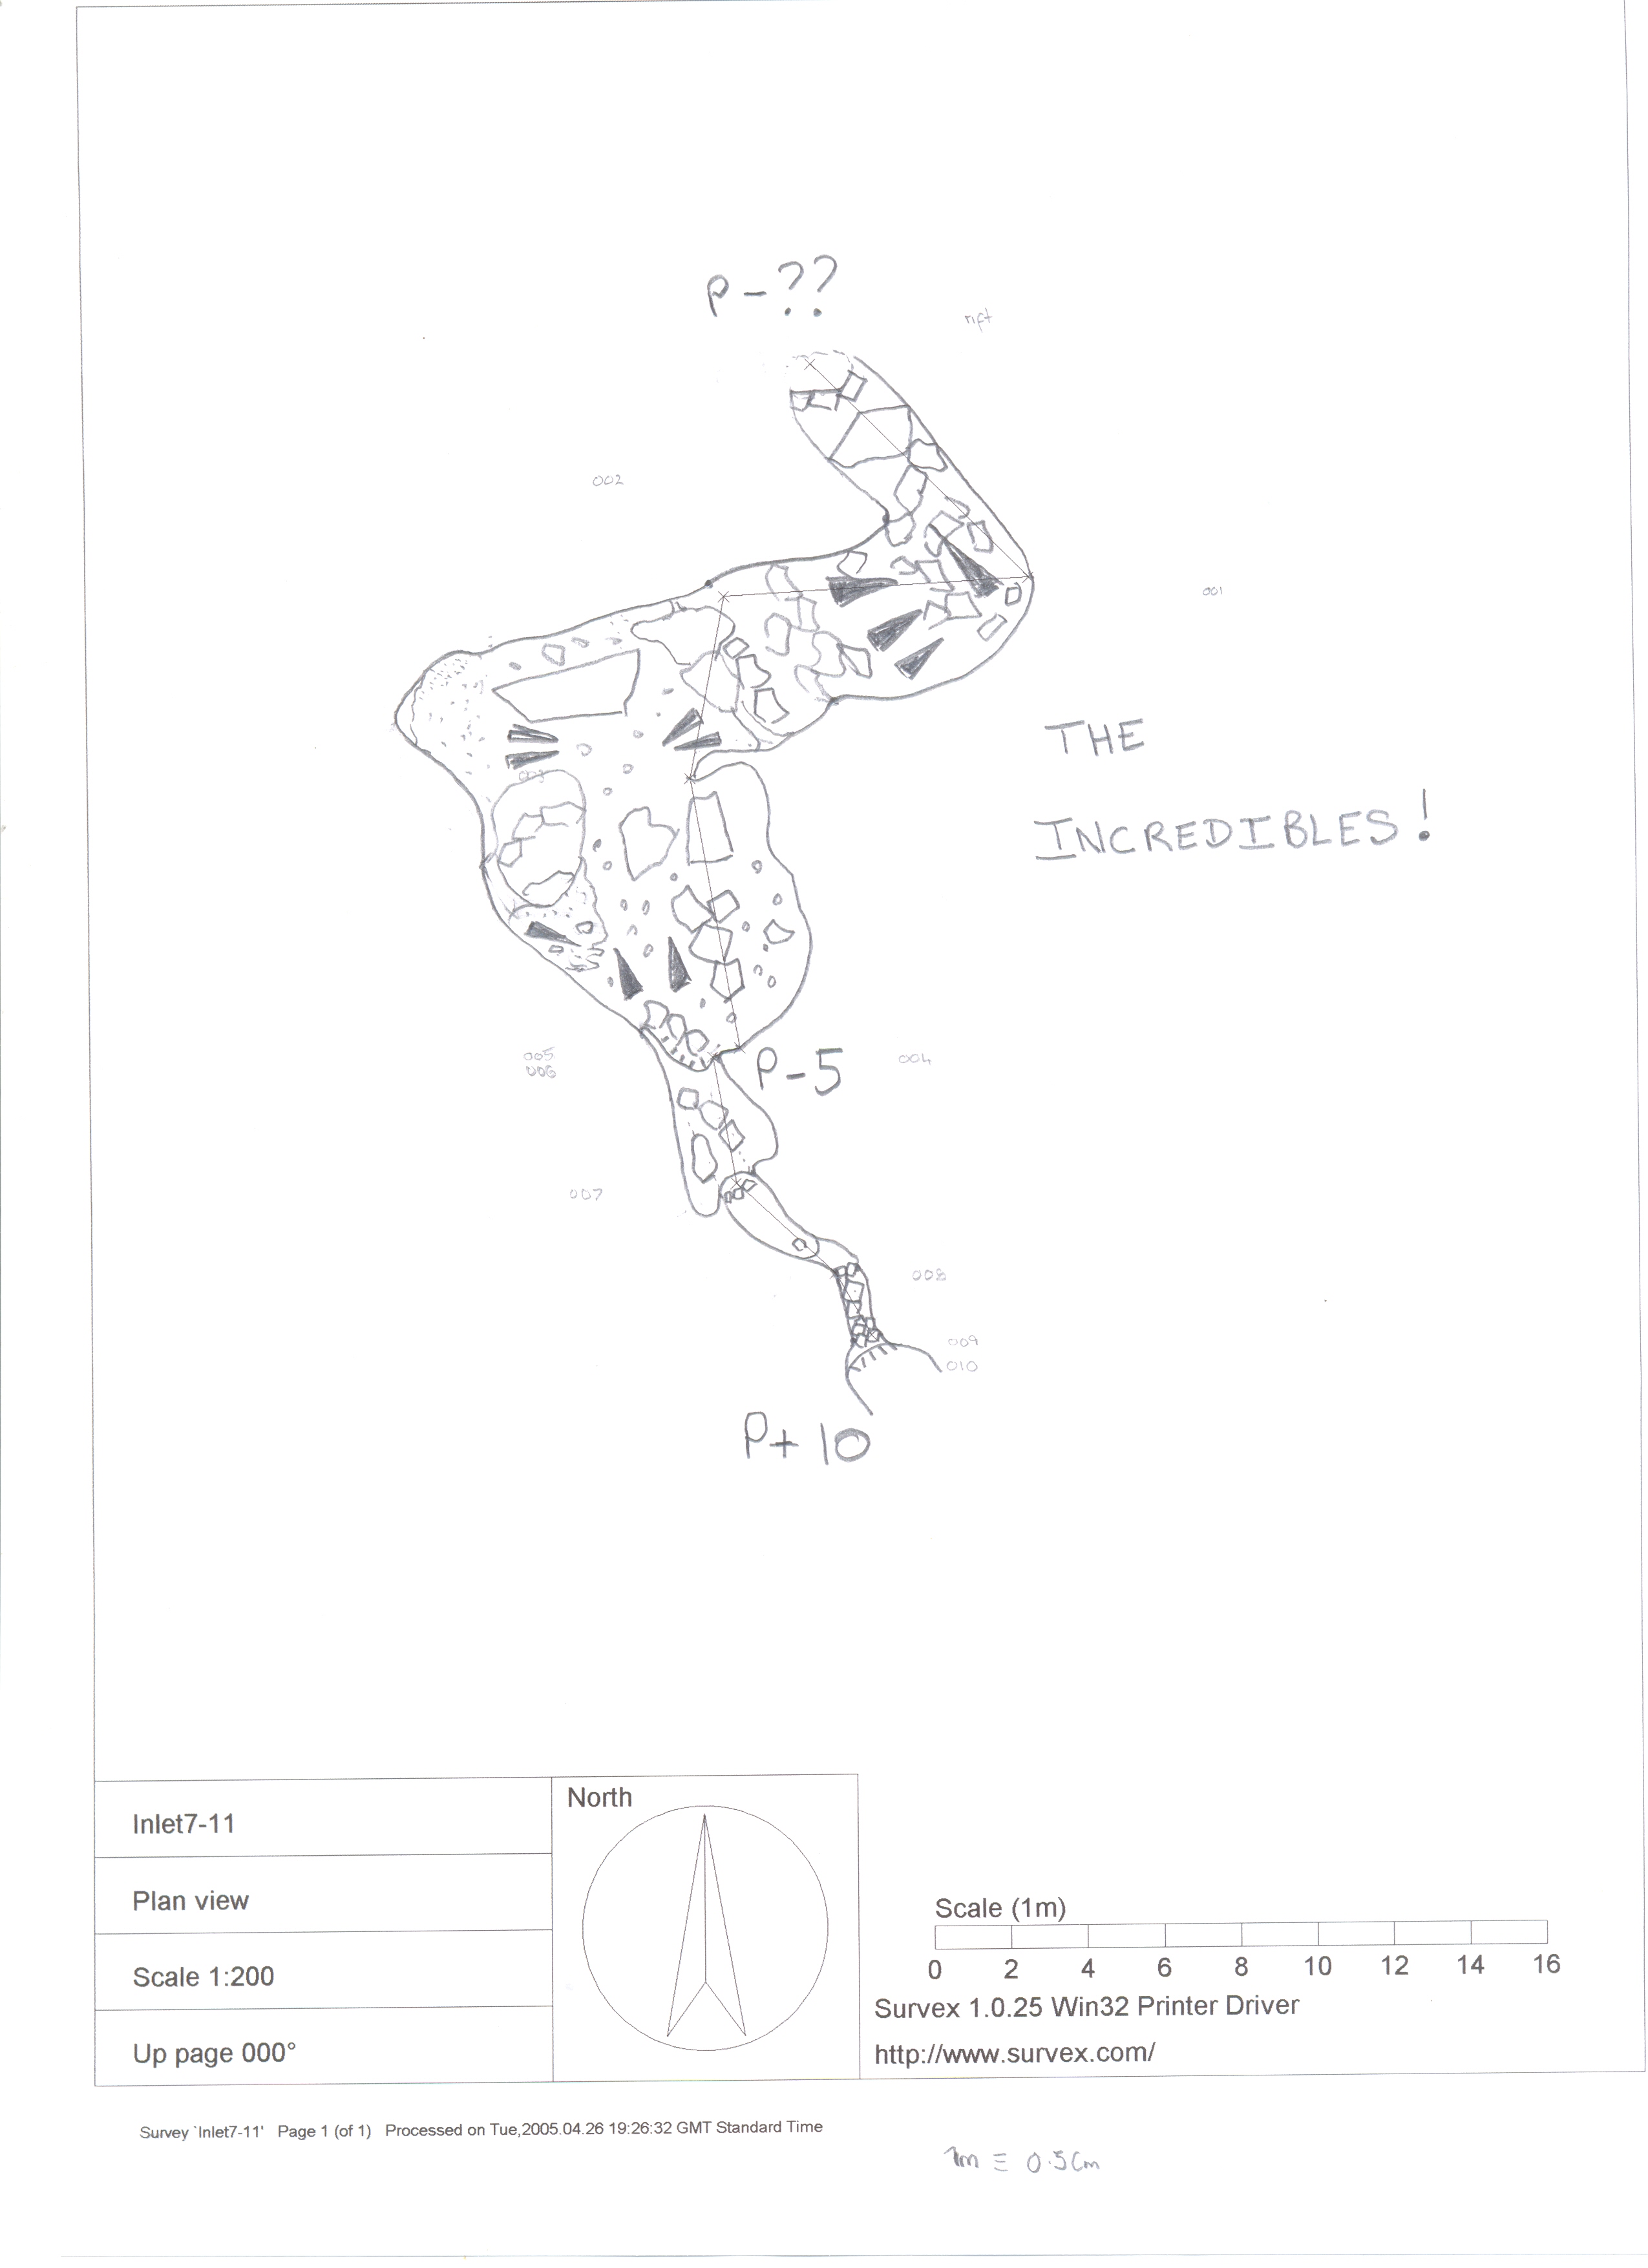 P-??
rift
002
001
THE
INCREDIBLES!
003
P-5
005
006
004
007
008
009
010
P+10
Inlet7-11
Plan view
Scale 1:200
Up page 000°
North
Scale (1m)
0 2 4 6 8 10 12 14 16
Survex 1.0.25 Win32 Printer Driver
http://www.survex.com/
Survey `Inlet7-11' Page 1 (of 1) Processed on Tue,2005.04.26 19:26:32 GMT Standard Time
1m ≡ 0.5cm